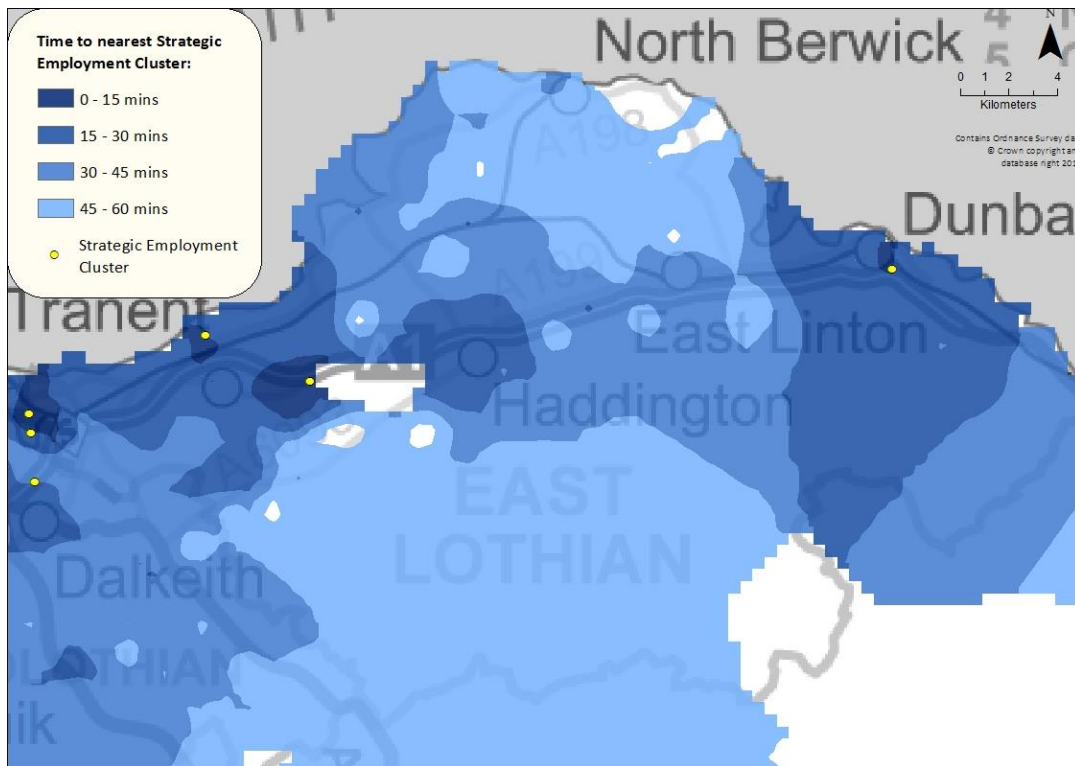 Time to nearest Strategic
Employment Cluster:
0 - 15 mins
15 - 30 mins
30 - 45 mins
45 - 60 mins
Strategic Employment
Cluster
North Berwick
N
0 1 2 4
Kilometers
Contains Ordnance Survey da
© Crown copyright an
database right 201
Dunba
A198
A199
Tranent
A1
East Linton
Haddington
EAST
LOTHIAN
Dalkeith
LOTHIAN
ik